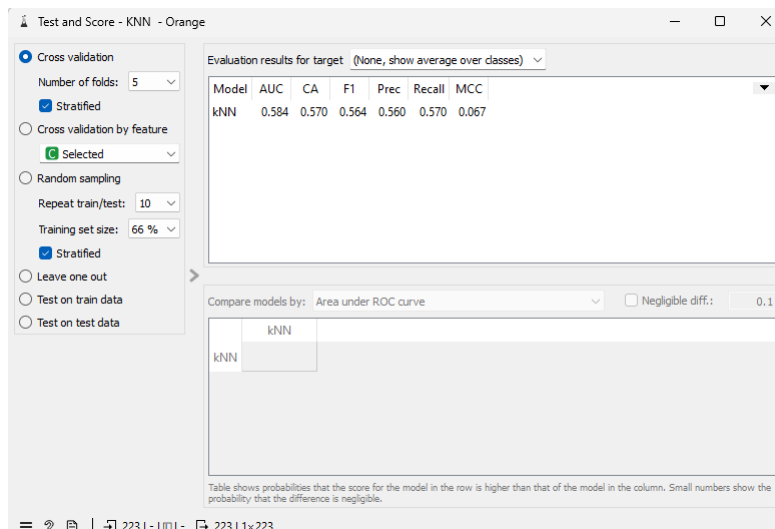 Test and Score - KNN - Orange
Cross validation
Number of folds: 5
Stratified
Cross validation by feature
C Selected
Random sampling
Repeat train/test: 10
Training set size: 66 %
Stratified
Leave one out
Test on train data
Test on test data
Evaluation results for target (None, show average over classes)
Model AUC CA F1 Prec Recall MCC
kNN 0.584 0.570 0.564 0.560 0.570 0.067
Compare models by: Area under ROC curve Negligible diff.: 0.1
kNN
kNN
Table shows probabilities that the score for the model in the row is higher than that of the model in the column. Small numbers show the
probability that the difference is negligible.
223 | - | - 223 | 1×223